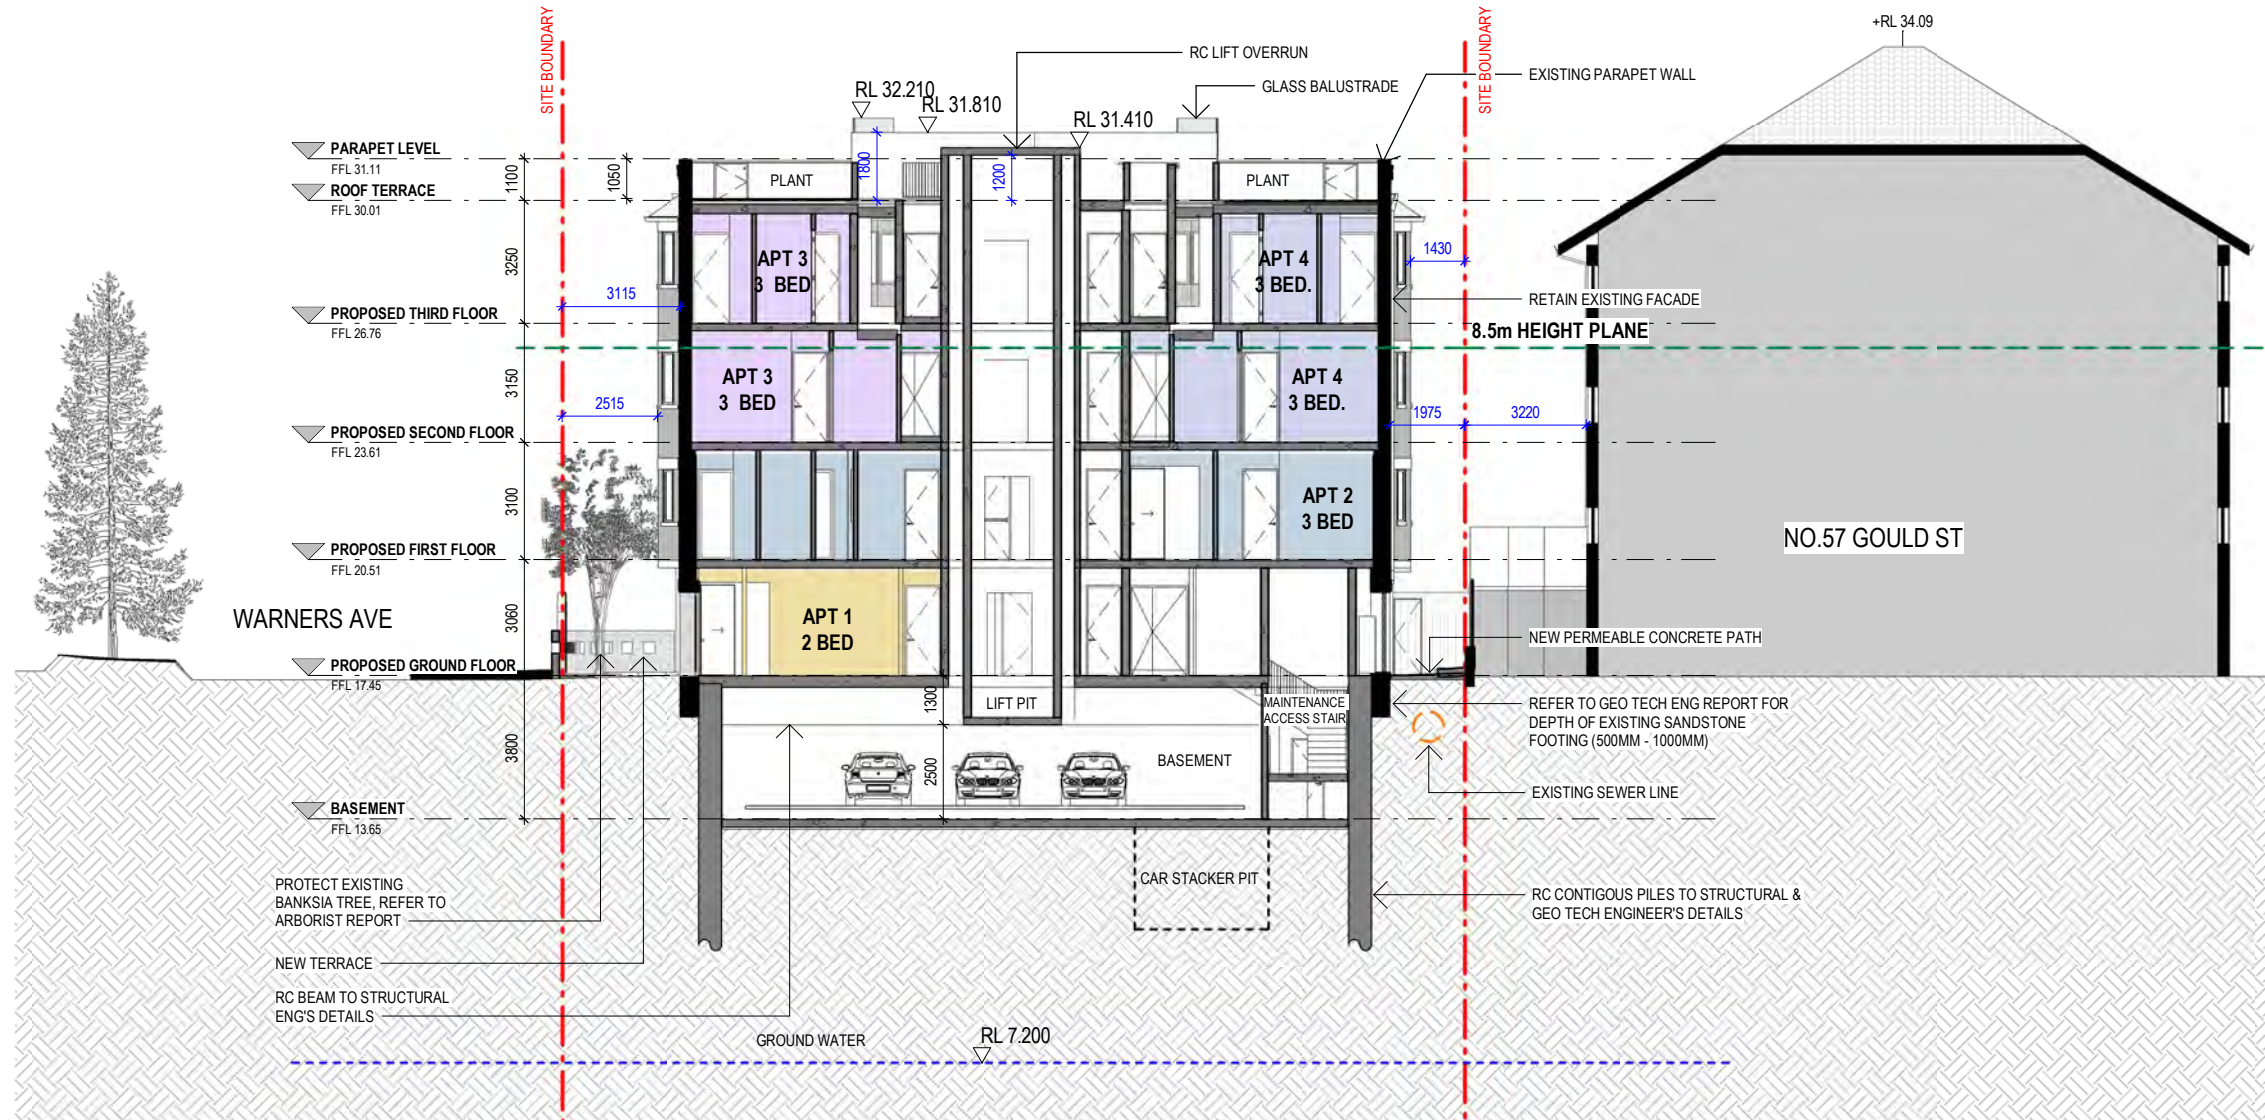 SITE BOUNDARY
SITE BOUNDARY
+RL 34.09
RC LIFT OVERRUN
GLASS BALUSTRADE
EXISTING PARAPET WALL
RL 32.210
RL 31.810
RL 31.410
PARAPET LEVEL
FFL 31.11
ROOF TERRACE
FFL 30.01
1100
1050
1800
1200
PLANT
PLANT
3250
APT 3
3 BED
APT 4
3 BED.
1430
3115
RETAIN EXISTING FACADE
PROPOSED THIRD FLOOR
FFL 26.76
8.5m HEIGHT PLANE
3150
APT 3
3 BED
APT 4
3 BED.
2515
1975
3220
PROPOSED SECOND FLOOR
FFL 23.61
3100
APT 2
3 BED
NO.57 GOULD ST
PROPOSED FIRST FLOOR
FFL 20.51
WARNERS AVE
3060
APT 1
2 BED
NEW PERMEABLE CONCRETE PATH
PROPOSED GROUND FLOOR
FFL 17.45
1300
LIFT PIT
MAINTENANCE
ACCESS STAIR
REFER TO GEO TECH ENG REPORT FOR
DEPTH OF EXISTING SANDSTONE
FOOTING (500MM - 1000MM)
3800
2500
BASEMENT
EXISTING SEWER LINE
BASEMENT
FFL 13.65
CAR STACKER PIT
PROTECT EXISTING
BANKSIA TREE, REFER TO
ARBORIST REPORT
RC CONTIGOUS PILES TO STRUCTURAL &
GEO TECH ENGINEER'S DETAILS
NEW TERRACE
RC BEAM TO STRUCTURAL
ENG'S DETAILS
GROUND WATER
RL 7.200